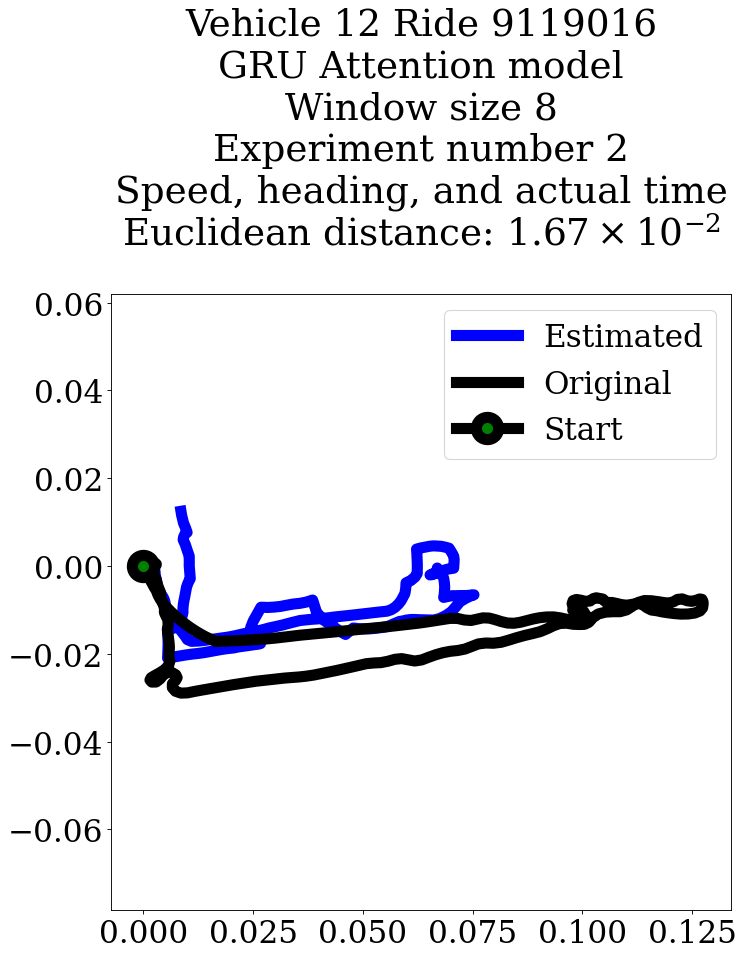 Vehicle 12 Ride 9119016
GRU Attention model
Window size 8
Experiment number 2
Speed, heading, and actual time
Euclidean distance: 1.67 × 10⁻²
Estimated
Original
Start
0.06
0.04
0.02
0.00
−0.02
−0.04
−0.06
0.000 0.025 0.050 0.075 0.100 0.125